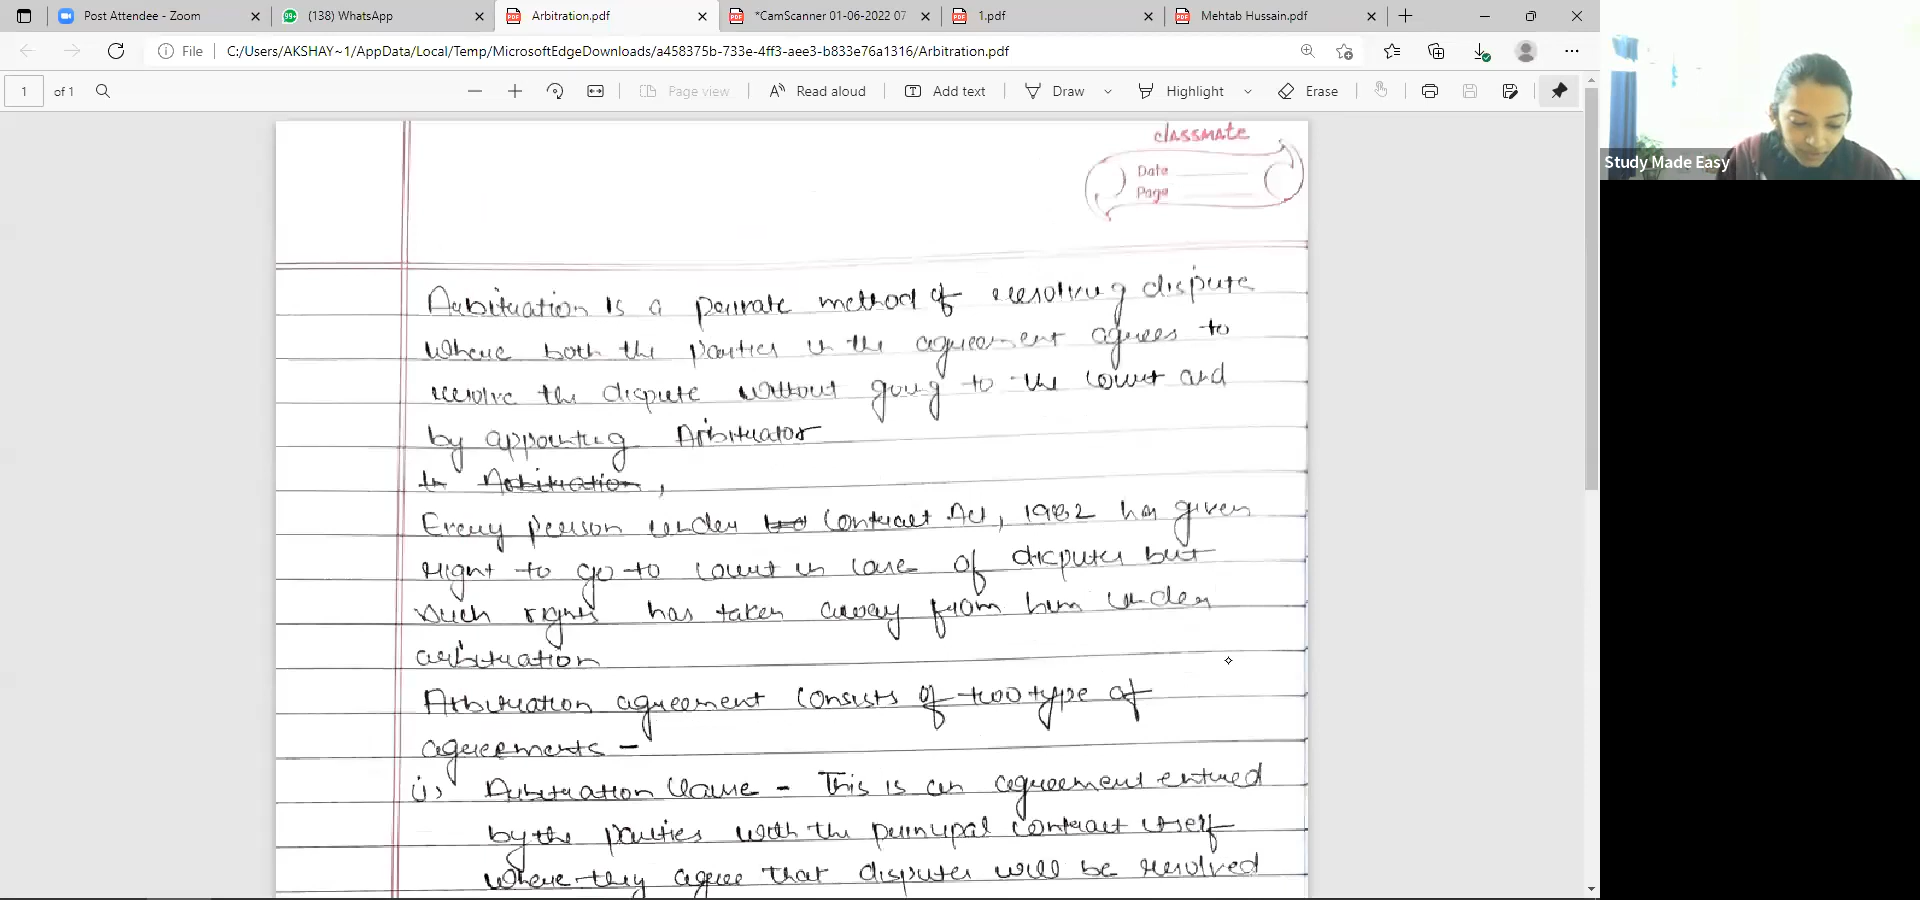 Post Attendee - Zoom
(138) WhatsApp
99+
Arbitration.pdf
*CamScanner 01-06-2022 07
1.pdf
Mehtab Hussain.pdf
File
C:/Users/AKSHAY~1/AppData/Local/Temp/MicrosoftEdgeDownloads/a458375b-733e-4ff3-aee3-b833e76a1316/Arbitration.pdf
1 of 1
Page view
Read aloud
Add text
Draw
Highlight
Erase
Study Made Easy
classmate
Date
Page
Arbitration is a private method of resolving dispute
where both the parties in the agreement agrees to
resolve the dispute without going to the court and
by appointing Arbitrator
In Arbitration,
Every person under Contract Act, 1982 has given
right to go to court in case of disputes but
such rights has taken away from him under
arbitration
Arbitration agreement consists of two type of
agreements -
i) Arbitration Clause - This is an agreement entered
by the parties with the principal contract itself
where they agree that disputes will be resolved